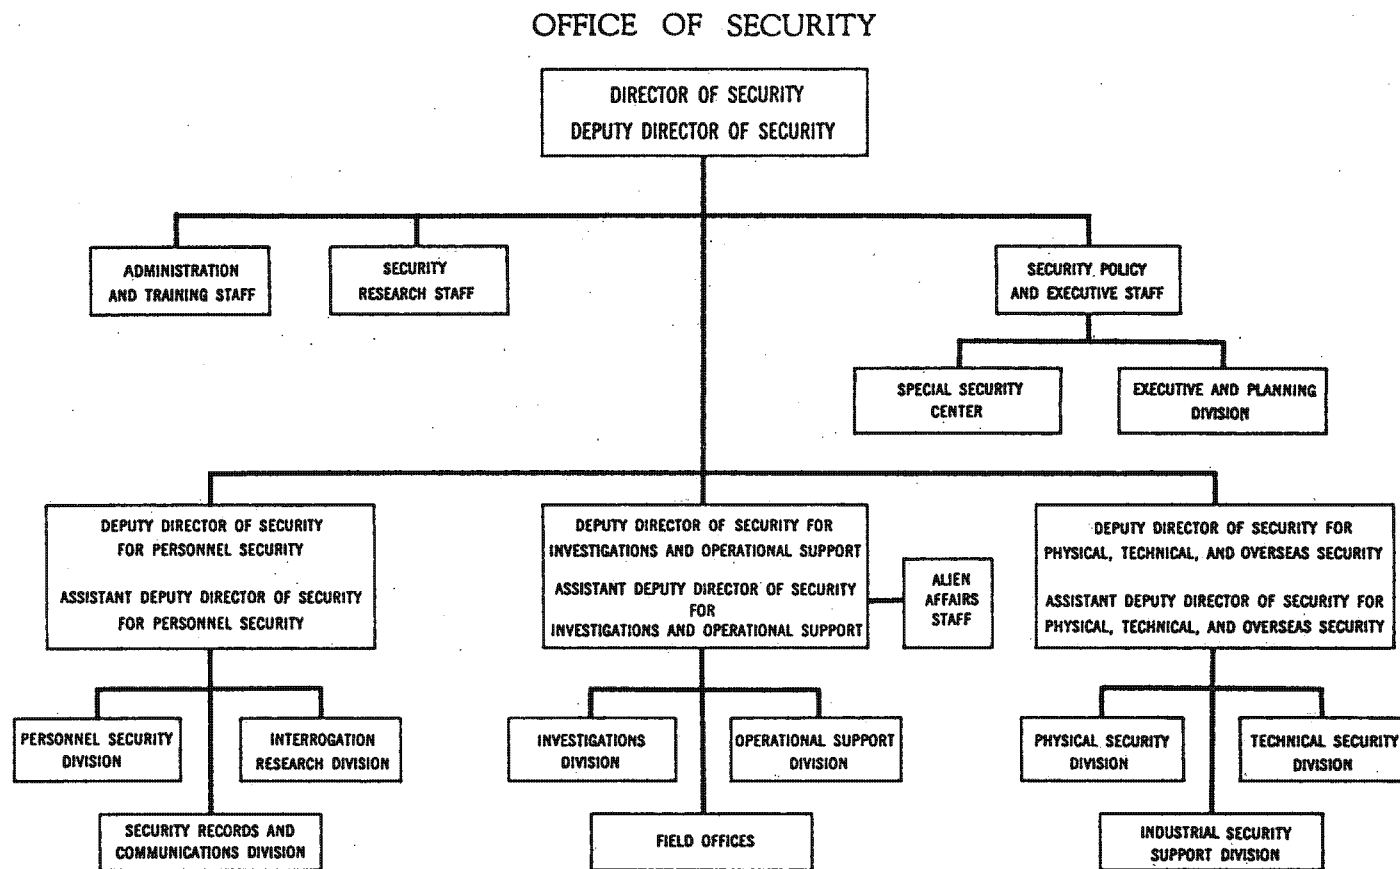 OFFICE OF SECURITY
DIRECTOR OF SECURITY
DEPUTY DIRECTOR OF SECURITY
ADMINISTRATION
AND TRAINING STAFF
SECURITY
RESEARCH STAFF
SECURITY POLICY
AND EXECUTIVE STAFF
SPECIAL SECURITY
CENTER
EXECUTIVE AND PLANNING
DIVISION
DEPUTY DIRECTOR OF SECURITY
FOR PERSONNEL SECURITY
ASSISTANT DEPUTY DIRECTOR OF SECURITY
FOR PERSONNEL SECURITY
DEPUTY DIRECTOR OF SECURITY FOR
INVESTIGATIONS AND OPERATIONAL SUPPORT
ASSISTANT DEPUTY DIRECTOR OF SECURITY
FOR
INVESTIGATIONS AND OPERATIONAL SUPPORT
ALIEN
AFFAIRS
STAFF
DEPUTY DIRECTOR OF SECURITY FOR
PHYSICAL, TECHNICAL, AND OVERSEAS SECURITY
ASSISTANT DEPUTY DIRECTOR OF SECURITY FOR
PHYSICAL, TECHNICAL, AND OVERSEAS SECURITY
PERSONNEL SECURITY
DIVISION
INTERROGATION
RESEARCH DIVISION
SECURITY RECORDS AND
COMMUNICATIONS DIVISION
INVESTIGATIONS
DIVISION
OPERATIONAL SUPPORT
DIVISION
FIELD OFFICES
PHYSICAL SECURITY
DIVISION
TECHNICAL SECURITY
DIVISION
INDUSTRIAL SECURITY
SUPPORT DIVISION